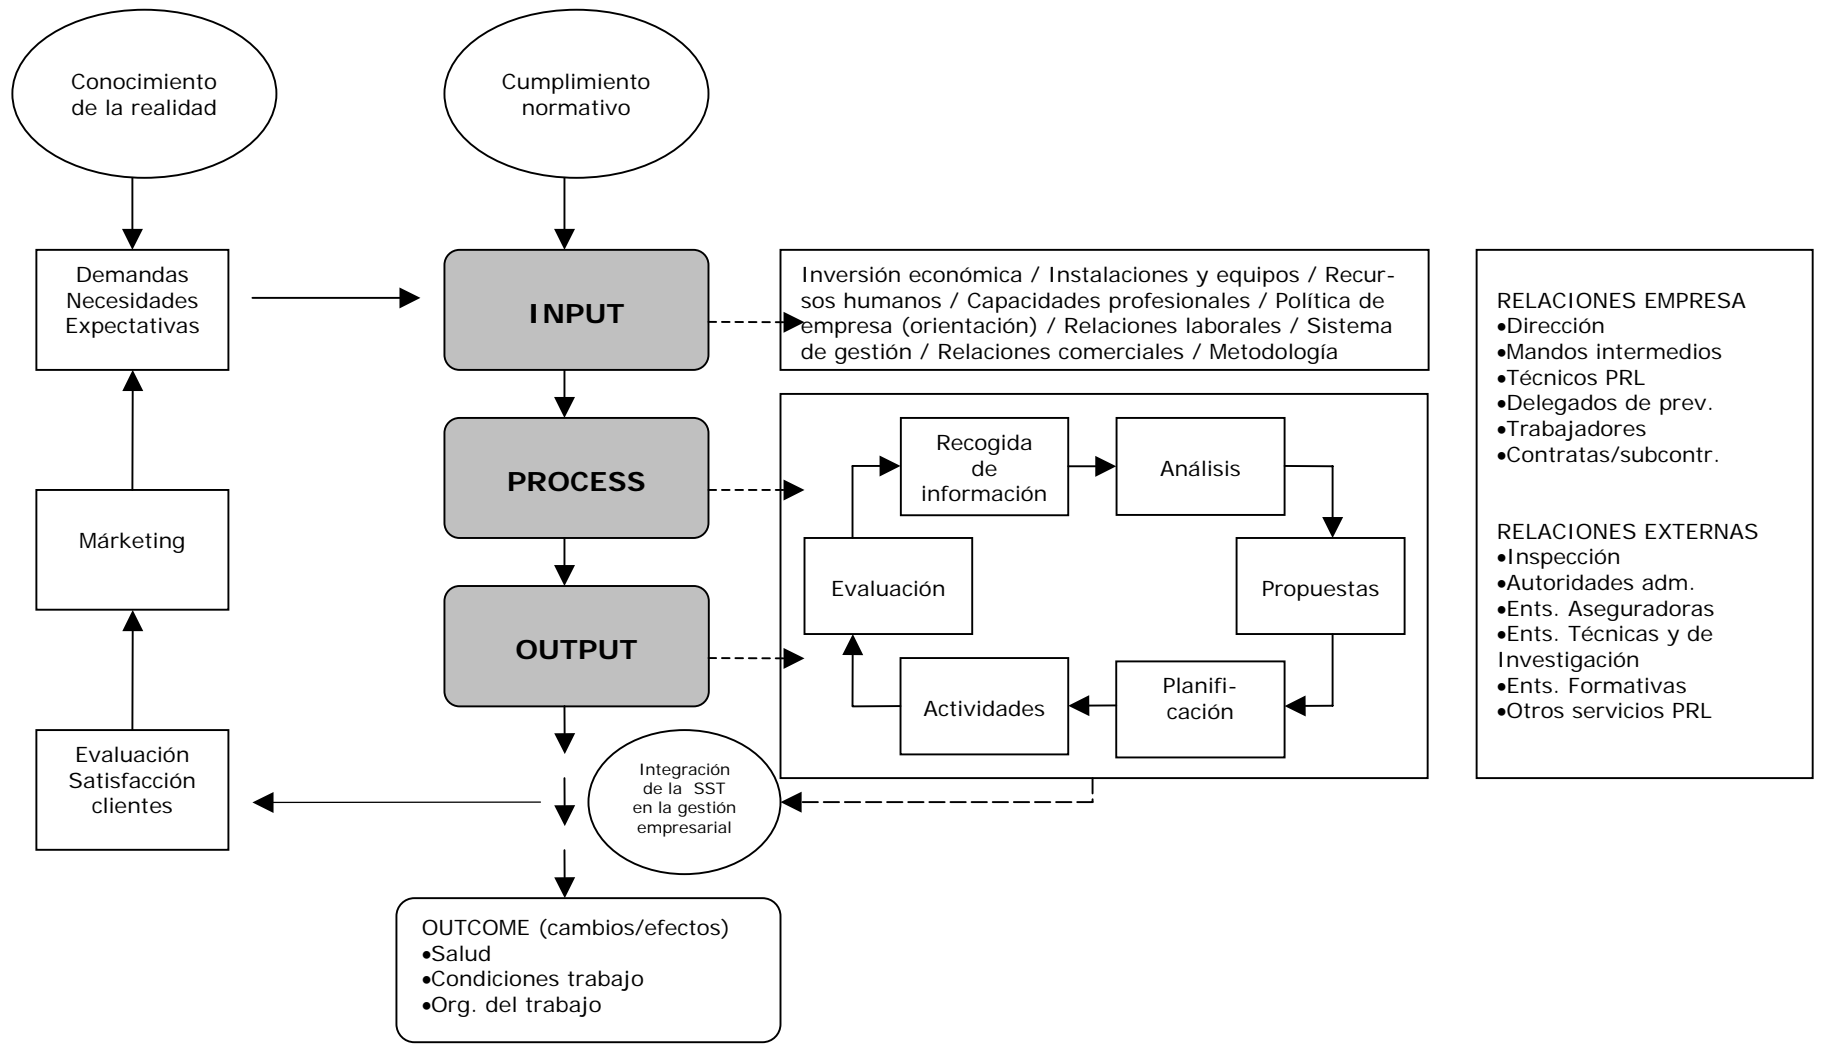 Conocimiento
de la realidad
Cumplimiento
normativo
Demandas
Necesidades
Expectativas
INPUT
Inversión económica / Instalaciones y equipos / Recur-
sos humanos / Capacidades profesionales / Política de
empresa (orientación) / Relaciones laborales / Sistema
de gestión / Relaciones comerciales / Metodología
RELACIONES EMPRESA
•Dirección
•Mandos intermedios
•Técnicos PRL
•Delegados de prev.
•Trabajadores
•Contratas/subcontr.
RELACIONES EXTERNAS
•Inspección
•Autoridades adm.
•Ents. Aseguradoras
•Ents. Técnicas y de
Investigación
•Ents. Formativas
•Otros servicios PRL
PROCESS
Recogida
de
información
Análisis
Márketing
Evaluación
Propuestas
OUTPUT
Actividades
Planifi-
cación
Evaluación
Satisfacción
clientes
Integración
de la SST
en la gestión
empresarial
OUTCOME (cambios/efectos)
•Salud
•Condiciones trabajo
•Org. del trabajo